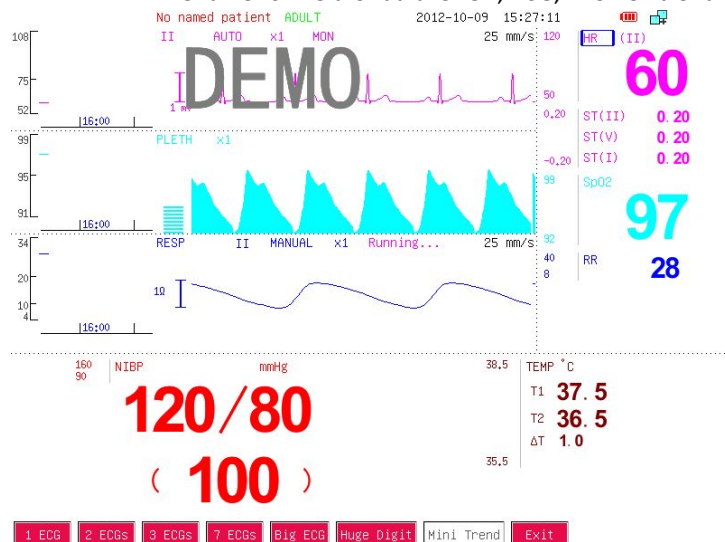 No named patient ADULT 2012-10-09 15:27:11
108
75
52
16:00
II AUTO x1 MON 25 mm/s
DEMO
1 mV
120
50
0.20
-0.20
HR (II)
60
ST(II) 0.20
ST(V) 0.20
ST(I) 0.20
99
95
91
16:00
PLETH x1
99
92
SpO2
97
34
20
10
4
16:00
RESP II MANUAL x1 Running... 25 mm/s
1Ω
40
8
RR
28
160
90
NIBP mmHg
120/80
( 100 )
38.5
35.5
TEMP °C
T1 37.5
T2 36.5
ΔT 1.0
1 ECG 2 ECGs 3 ECGs 7 ECGs Big ECG Huge Digit Mini Trend Exit